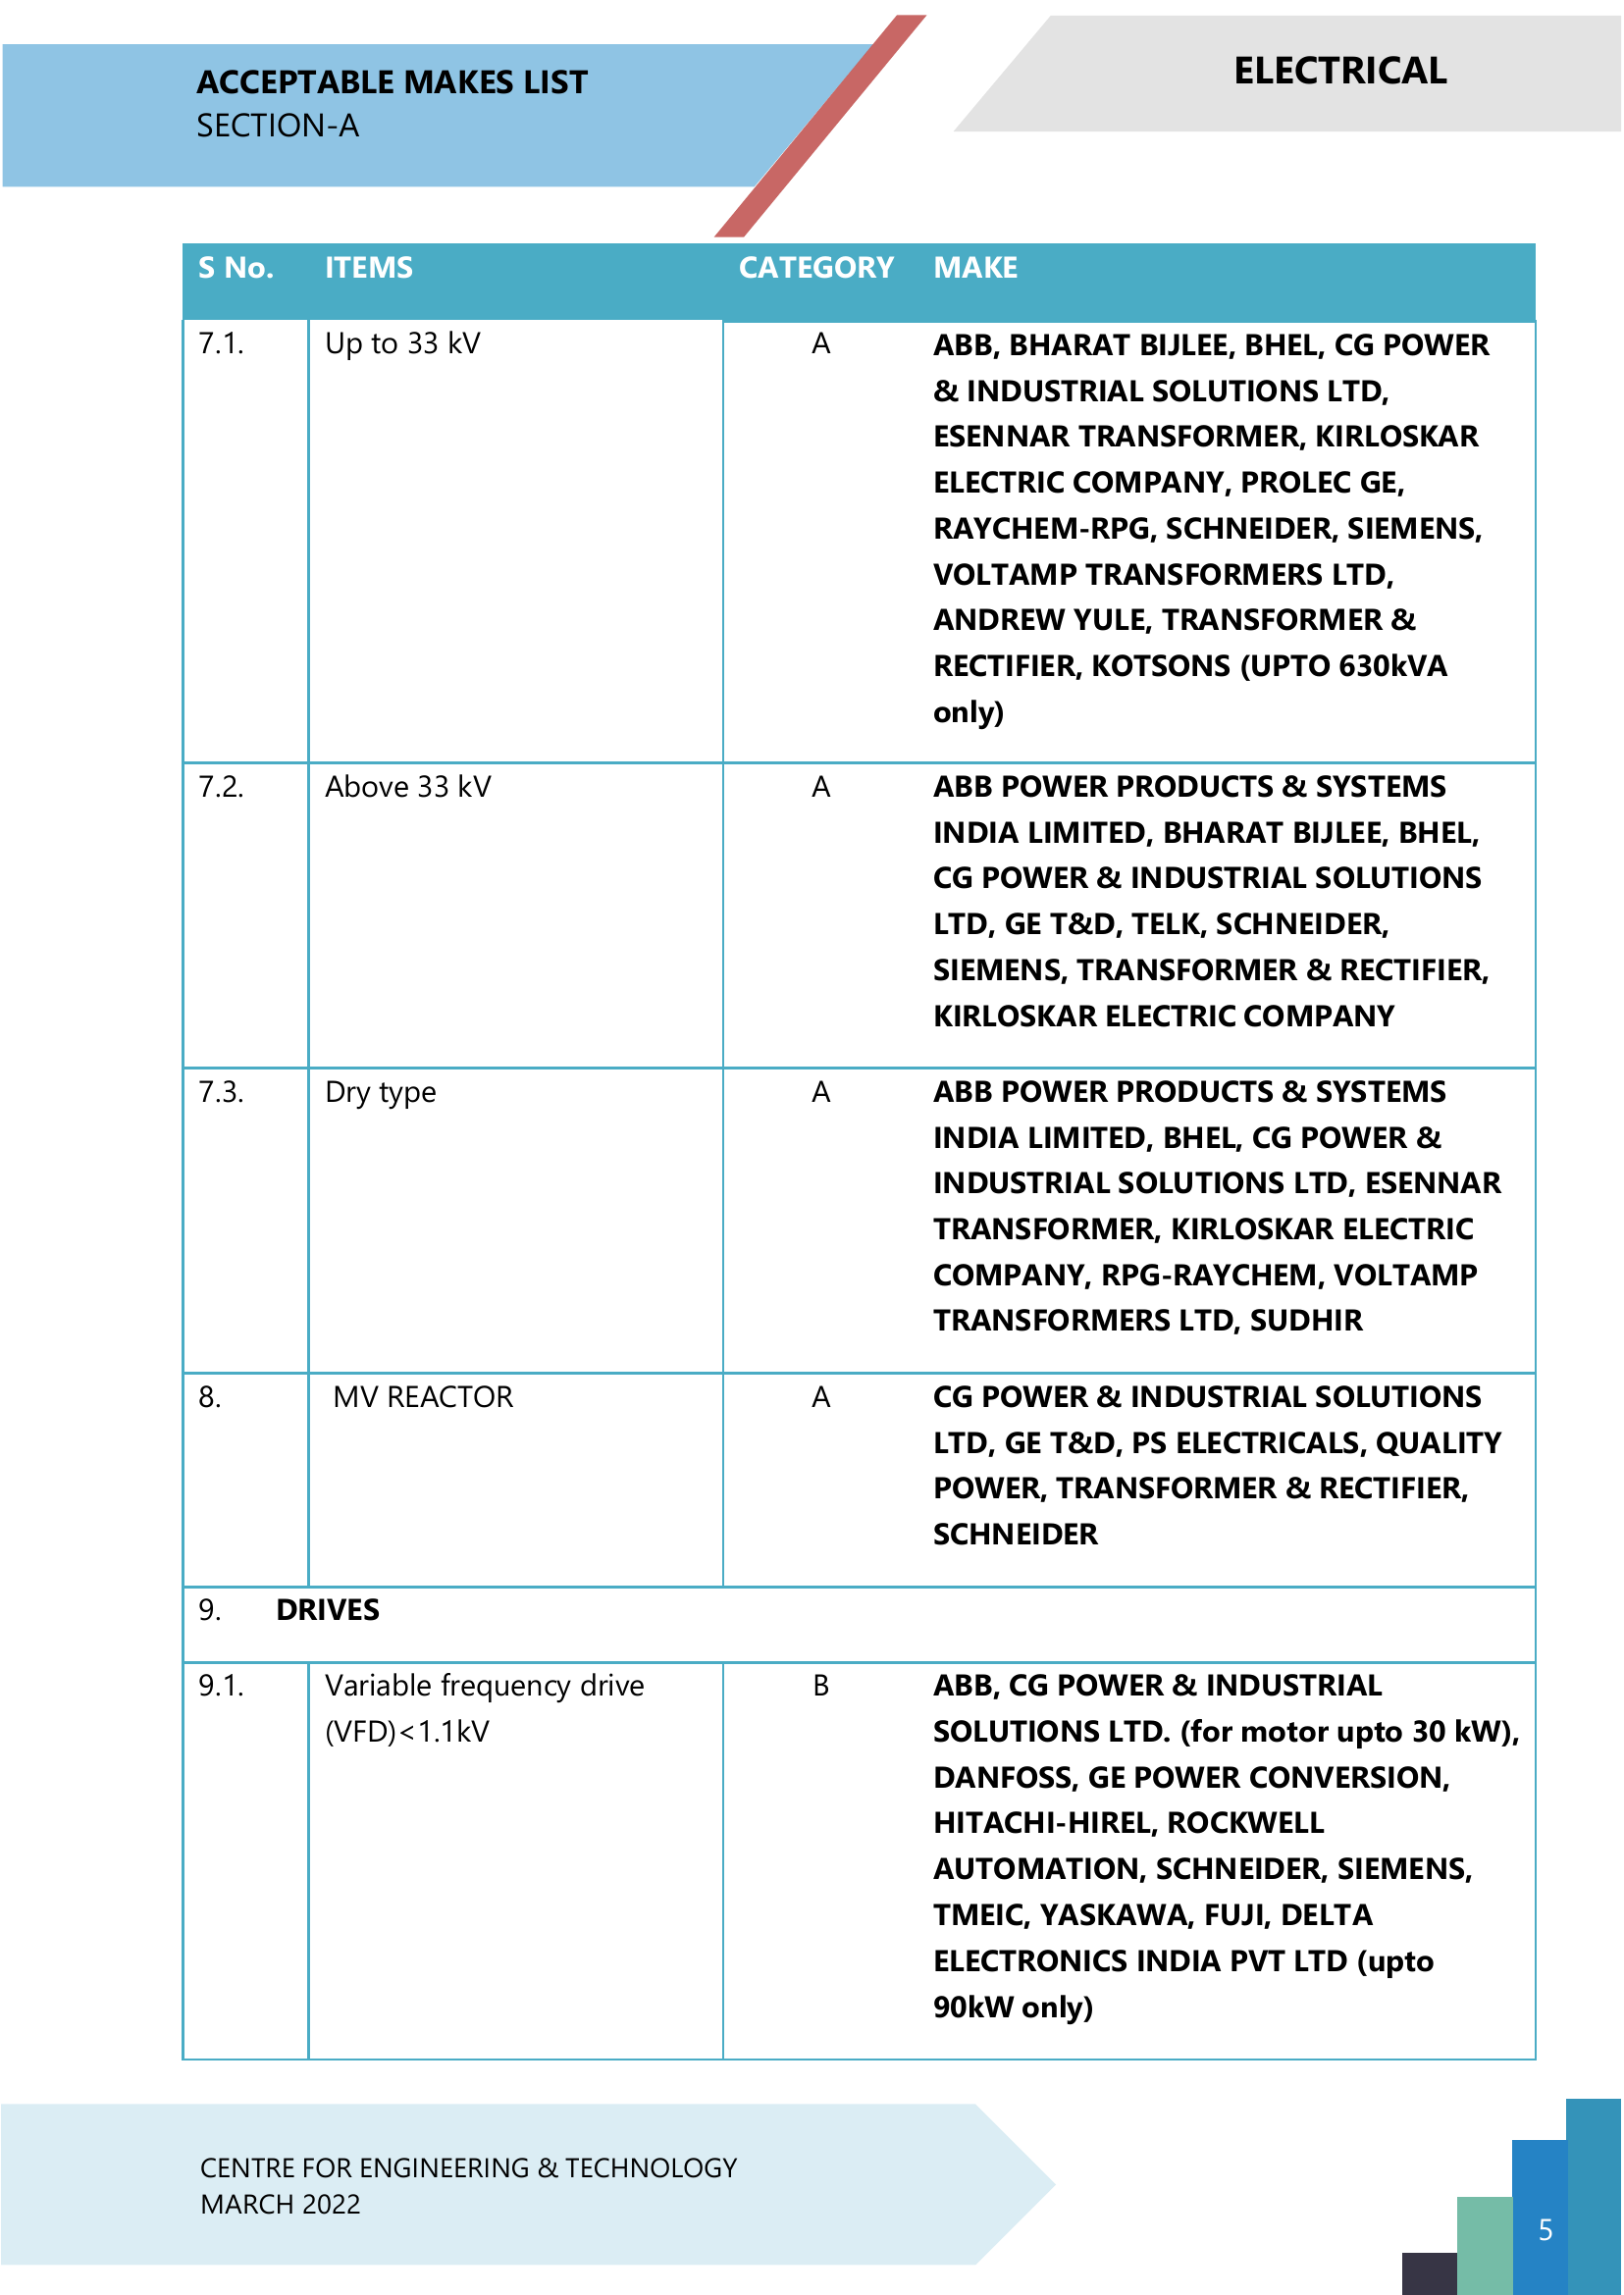 ACCEPTABLE MAKES LIST
SECTION-A
ELECTRICAL
S No. ITEMS CATEGORY MAKE
7.1. Up to 33 kV A ABB, BHARAT BIJLEE, BHEL, CG POWER
& INDUSTRIAL SOLUTIONS LTD,
ESENNAR TRANSFORMER, KIRLOSKAR
ELECTRIC COMPANY, PROLEC GE,
RAYCHEM-RPG, SCHNEIDER, SIEMENS,
VOLTAMP TRANSFORMERS LTD,
ANDREW YULE, TRANSFORMER &
RECTIFIER, KOTSONS (UPTO 630kVA
only)
7.2. Above 33 kV A ABB POWER PRODUCTS & SYSTEMS
INDIA LIMITED, BHARAT BIJLEE, BHEL,
CG POWER & INDUSTRIAL SOLUTIONS
LTD, GE T&D, TELK, SCHNEIDER,
SIEMENS, TRANSFORMER & RECTIFIER,
KIRLOSKAR ELECTRIC COMPANY
7.3. Dry type A ABB POWER PRODUCTS & SYSTEMS
INDIA LIMITED, BHEL, CG POWER &
INDUSTRIAL SOLUTIONS LTD, ESENNAR
TRANSFORMER, KIRLOSKAR ELECTRIC
COMPANY, RPG-RAYCHEM, VOLTAMP
TRANSFORMERS LTD, SUDHIR
8. MV REACTOR A CG POWER & INDUSTRIAL SOLUTIONS
LTD, GE T&D, PS ELECTRICALS, QUALITY
POWER, TRANSFORMER & RECTIFIER,
SCHNEIDER
9. DRIVES
9.1. Variable frequency drive B ABB, CG POWER & INDUSTRIAL
(VFD)<1.1kV SOLUTIONS LTD. (for motor upto 30 kW),
DANFOSS, GE POWER CONVERSION,
HITACHI-HIREL, ROCKWELL
AUTOMATION, SCHNEIDER, SIEMENS,
TMEIC, YASKAWA, FUJI, DELTA
ELECTRONICS INDIA PVT LTD (upto
90kW only)
CENTRE FOR ENGINEERING & TECHNOLOGY
MARCH 2022
5